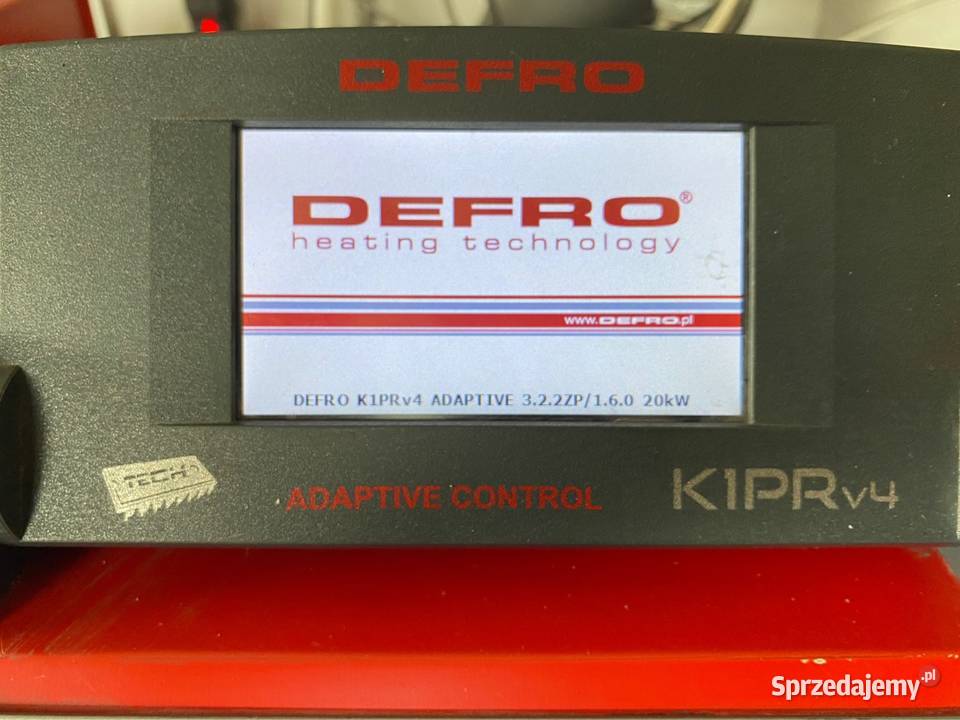 DEFRO
DEFRO®
heating technology
www.DEFRO.pl
DEFRO K1PRv4 ADAPTIVE 3.2.2ZP/1.6.0 20kW
TECH
ADAPTIVE CONTROL
K1PRv4
Sprzedajemy.pl